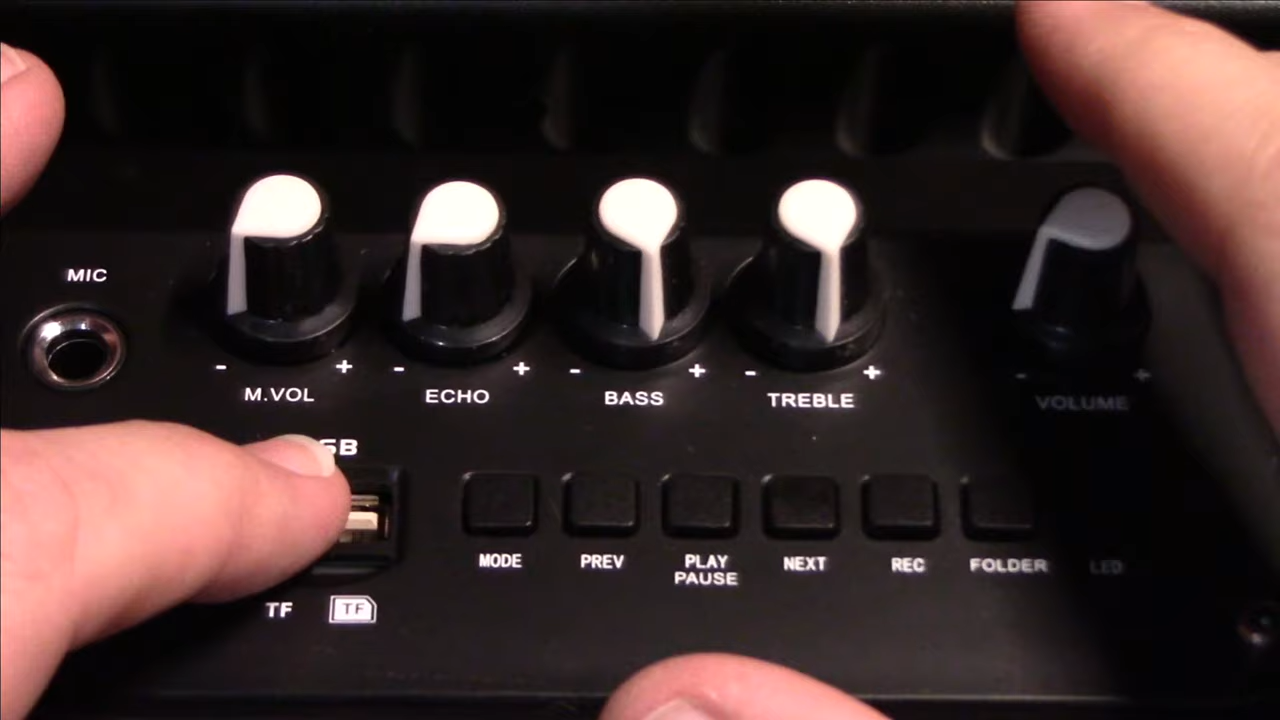 MIC
- +
M.VOL
- +
ECHO
- +
BASS
- +
TREBLE
- +
VOLUME
SB
MODE
PREV
PLAY
PAUSE
NEXT
REC
FOLDER
LED
TF
TF